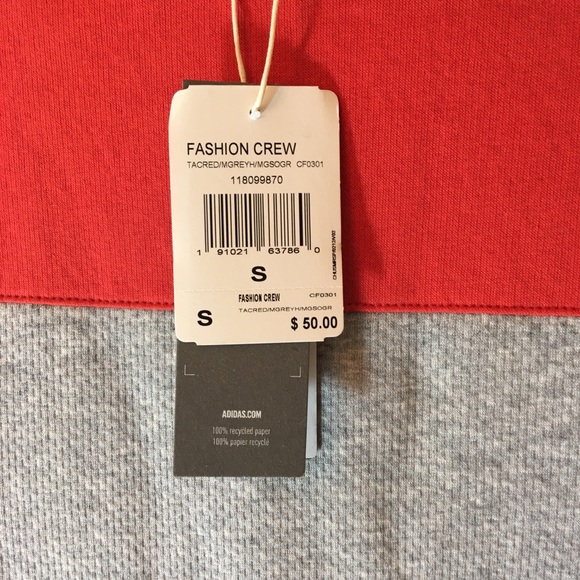 FASHION CREW
TACRED/MGREYH/MGSOGR CF0301
118099870
1 91021 63786 0
S
FASHION CREW CF0301
S TACRED/MGREYH/MGSOGR
$ 50.00
ADIDAS.COM
100% recycled paper
100% papier recyclé